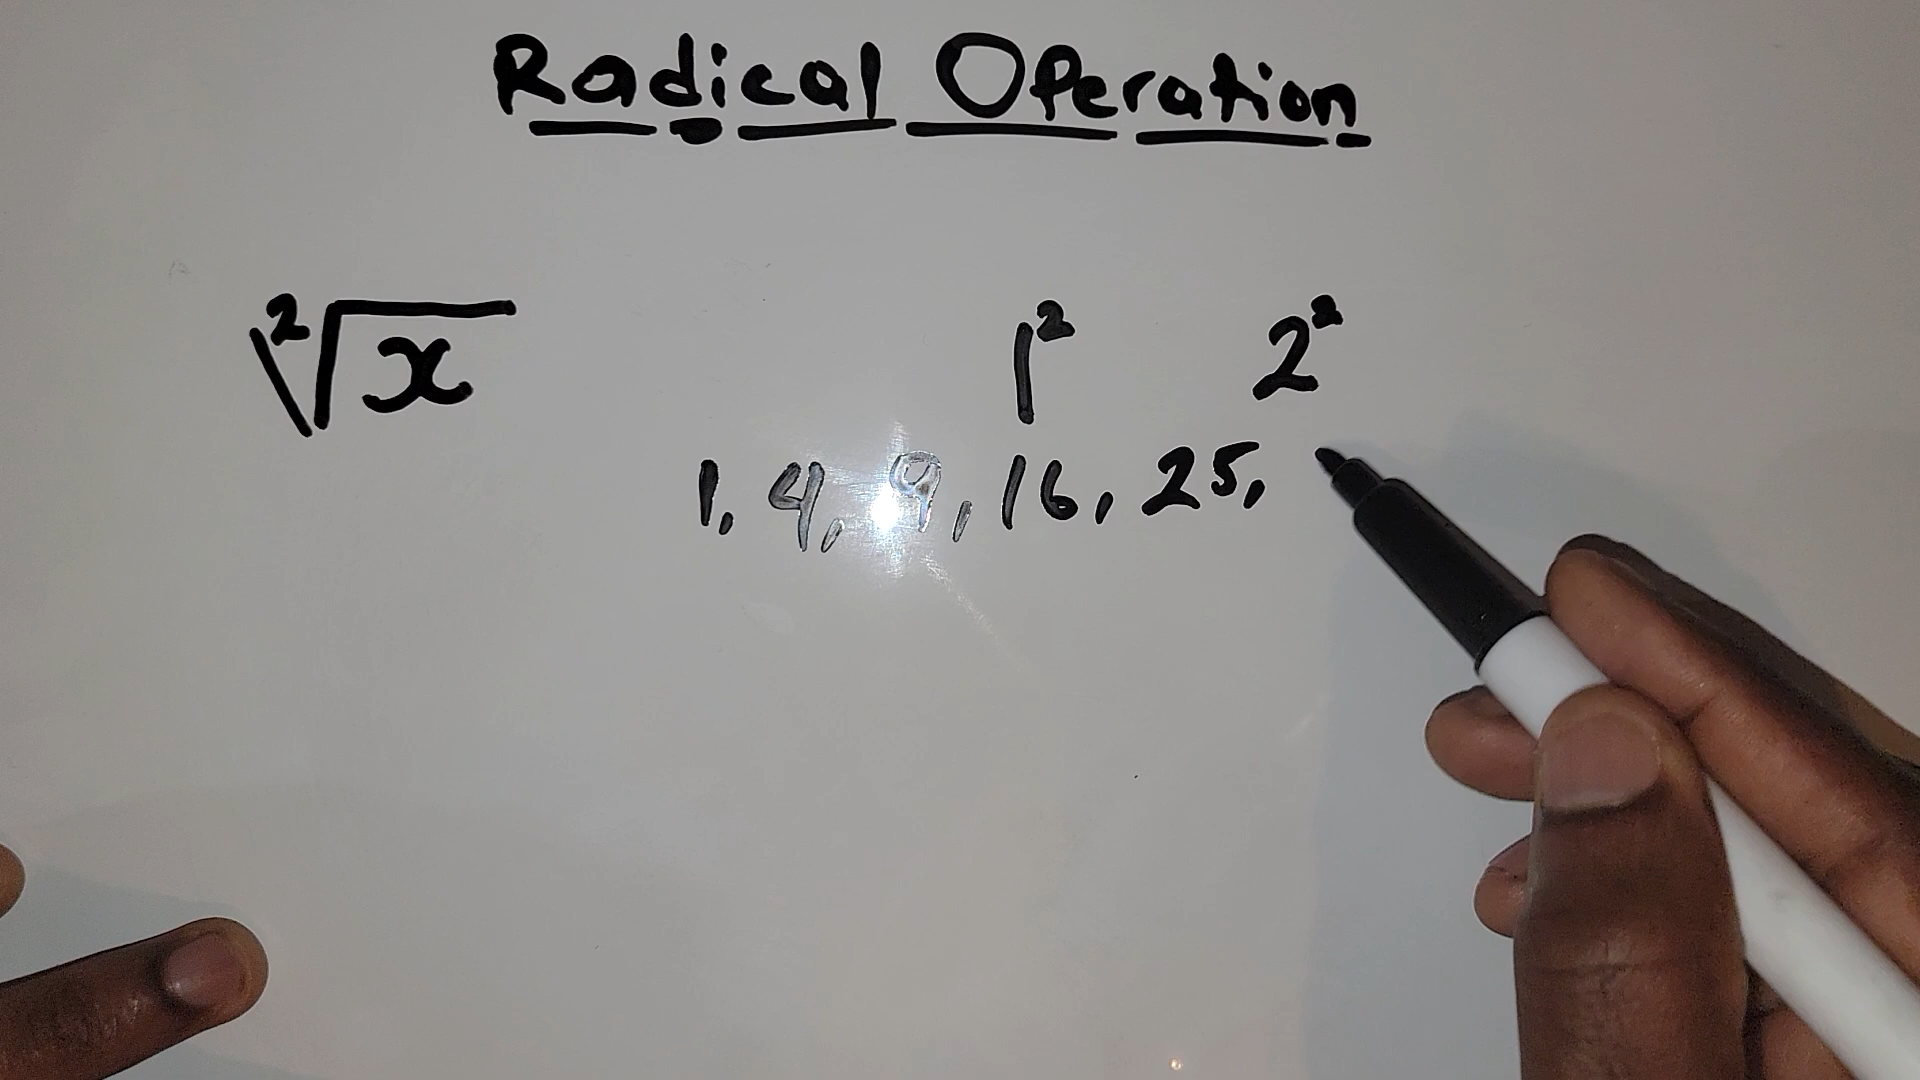 Radical Operation
²√x 1² 2²
1, 4, 9, 16, 25,